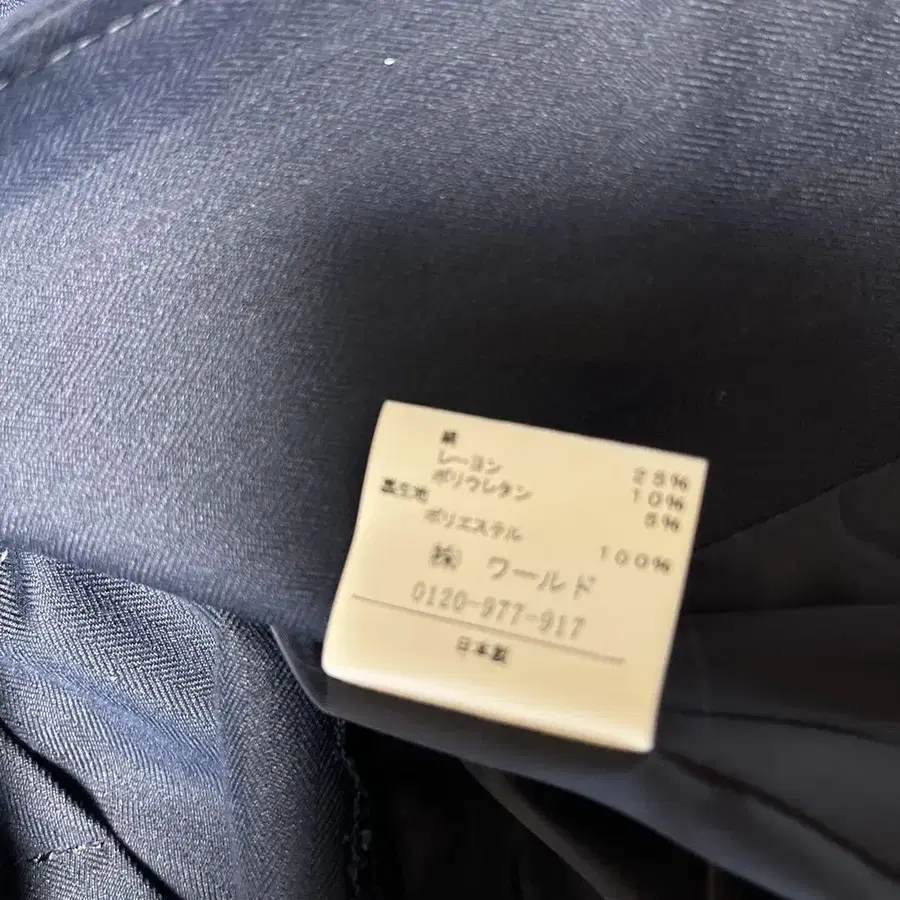 25%
レーヨン 10%
ポリウレタン 5%
裏生地
ポリエステル 100%
(株) ワールド
0120-977-917
日本製